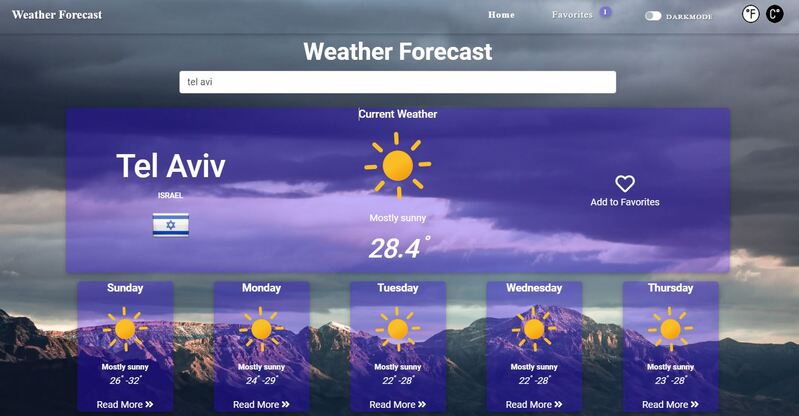 Weather Forecast
Home
Favorites 1
DARKMODE
°F C°
Weather Forecast
tel avi
Current Weather
Tel Aviv
ISRAEL
Mostly sunny
28.4°
Add to Favorites
Sunday
Mostly sunny
26°-32°
Read More »
Monday
Mostly sunny
24°-29°
Read More »
Tuesday
Mostly sunny
22°-28°
Read More »
Wednesday
Mostly sunny
22°-28°
Read More »
Thursday
Mostly sunny
23°-28°
Read More »